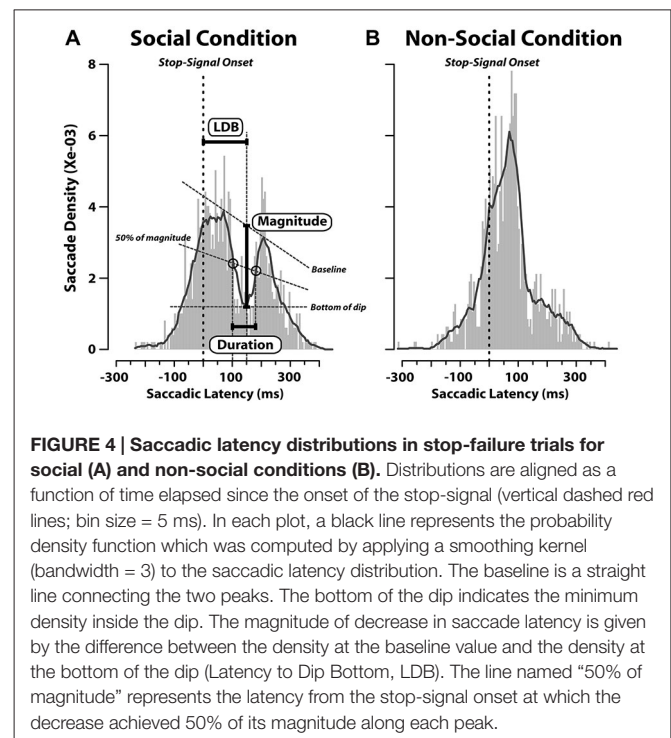 A Social Condition
B Non-Social Condition
Stop-Signal Onset
Stop-Signal Onset
Saccade Density (Xe-03)
8
6
4
2
0
LDB
Magnitude
50% of magnitude
Baseline
Bottom of dip
Duration
-300 -100 100 300
Saccadic Latency (ms)
-300 -100 100 300
Saccadic Latency (ms)
FIGURE 4 | Saccadic latency distributions in stop-failure trials for
social (A) and non-social conditions (B). Distributions are aligned as a
function of time elapsed since the onset of the stop-signal (vertical dashed red
lines; bin size = 5 ms). In each plot, a black line represents the probability
density function which was computed by applying a smoothing kernel
(bandwidth = 3) to the saccadic latency distribution. The baseline is a straight
line connecting the two peaks. The bottom of the dip indicates the minimum
density inside the dip. The magnitude of decrease in saccade latency is given
by the difference between the density at the baseline value and the density at
the bottom of the dip (Latency to Dip Bottom, LDB). The line named “50% of
magnitude” represents the latency from the stop-signal onset at which the
decrease achieved 50% of its magnitude along each peak.